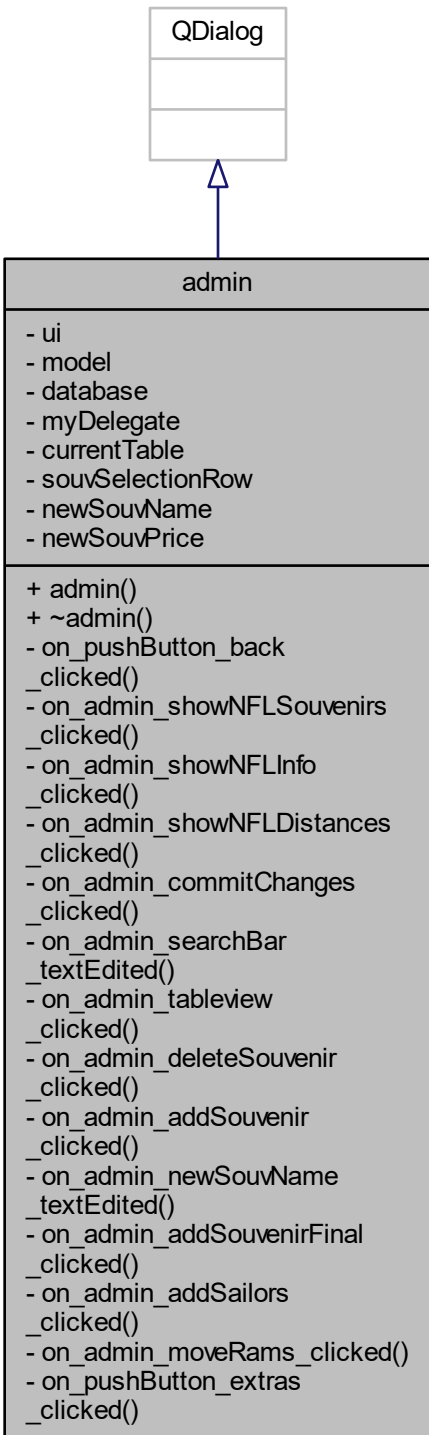 QDialog
admin
- ui
- model
- database
- myDelegate
- currentTable
- souvSelectionRow
- newSouvName
- newSouvPrice
+ admin()
+ ~admin()
- on_pushButton_back
_clicked()
- on_admin_showNFLSouvenirs
_clicked()
- on_admin_showNFLInfo
_clicked()
- on_admin_showNFLDistances
_clicked()
- on_admin_commitChanges
_clicked()
- on_admin_searchBar
_textEdited()
- on_admin_tableview
_clicked()
- on_admin_deleteSouvenir
_clicked()
- on_admin_addSouvenir
_clicked()
- on_admin_newSouvName
_textEdited()
- on_admin_addSouvenirFinal
_clicked()
- on_admin_addSailors
_clicked()
- on_admin_moveRams_clicked()
- on_pushButton_extras
_clicked()